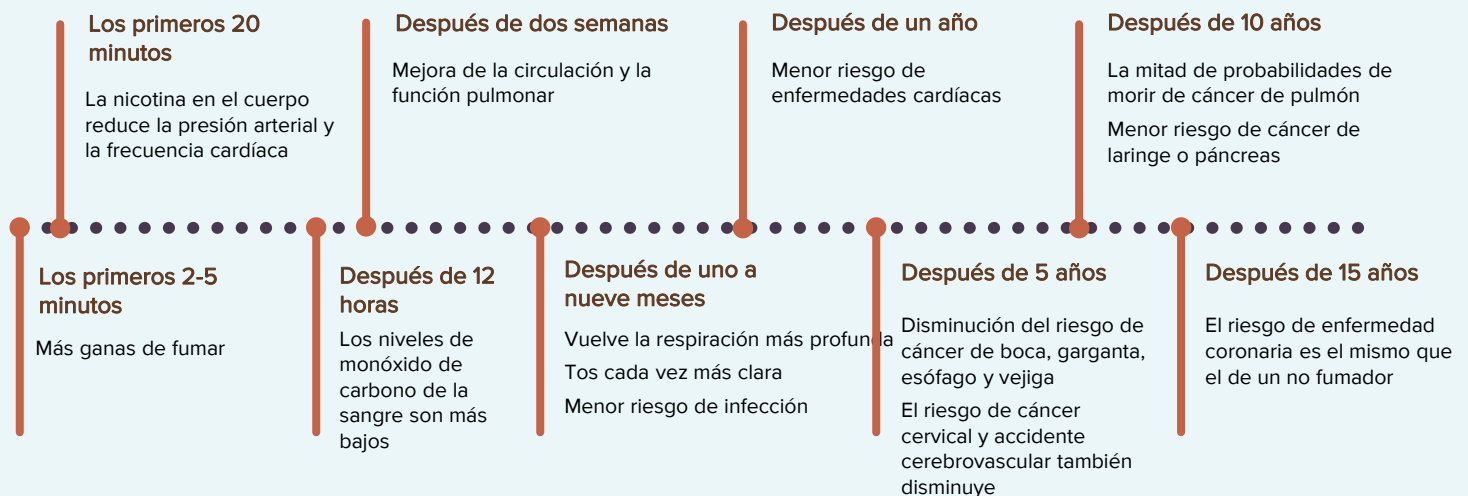 Los primeros 20
minutos
La nicotina en el cuerpo
reduce la presión arterial y
la frecuencia cardíaca
Después de dos semanas
Mejora de la circulación y la
función pulmonar
Después de un año
Menor riesgo de
enfermedades cardíacas
Después de 10 años
La mitad de probabilidades de
morir de cáncer de pulmón
Menor riesgo de cáncer de
laringe o páncreas
Los primeros 2-5
minutos
Más ganas de fumar
Después de 12
horas
Los niveles de
monóxido de
carbono de la
sangre son más
bajos
Después de uno a
nueve meses
Vuelve la respiración más profunda
Tos cada vez más clara
Menor riesgo de infección
Después de 5 años
Disminución del riesgo de
cáncer de boca, garganta,
esófago y vejiga
El riesgo de cáncer
cervical y accidente
cerebrovascular también
disminuye
Después de 15 años
El riesgo de enfermedad
coronaria es el mismo que
el de un no fumador